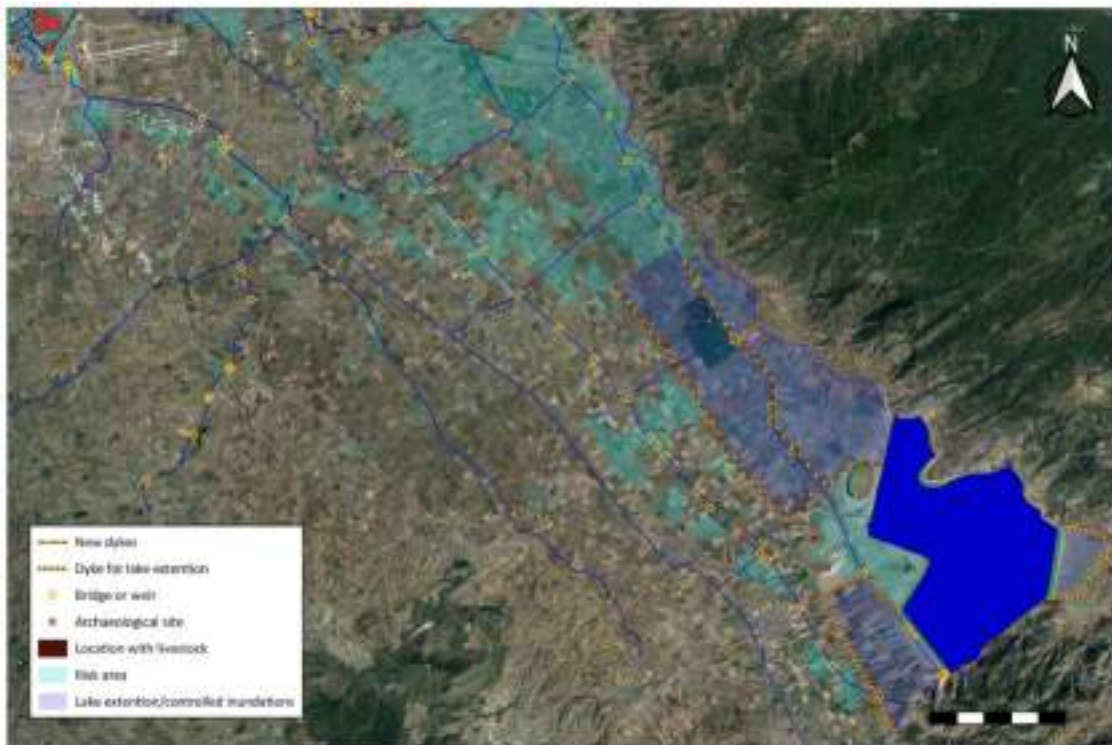 N
New dykes
Dyke for lake extention
Bridge or weir
Archaeological site
Location with livestock
Risk area
Lake extention/controlled inundations